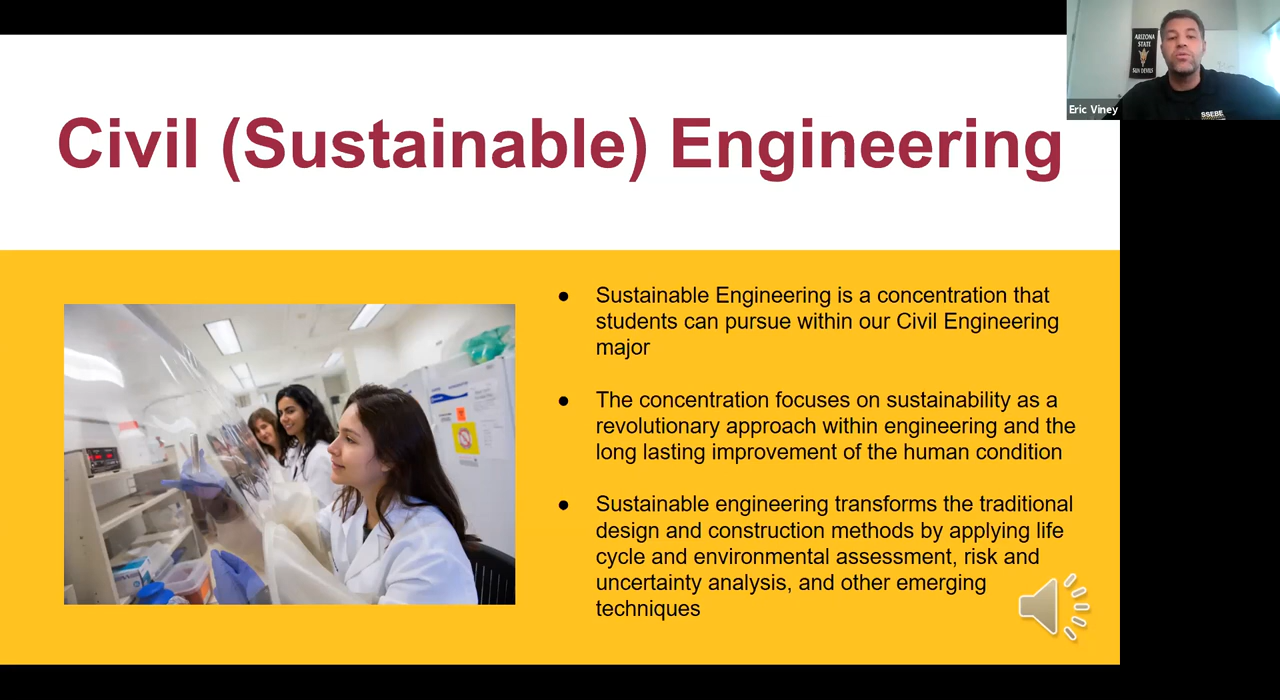 Civil (Sustainable) Engineering
ARIZONA
STATE
SUN DEVILS
Eric Viney
SSEBE
● Sustainable Engineering is a concentration that
students can pursue within our Civil Engineering
major
● The concentration focuses on sustainability as a
revolutionary approach within engineering and the
long lasting improvement of the human condition
● Sustainable engineering transforms the traditional
design and construction methods by applying life
cycle and environmental assessment, risk and
uncertainty analysis, and other emerging
techniques